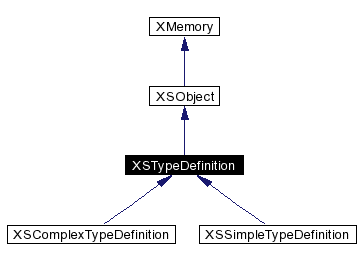 XMemory
XSObject
XSTypeDefinition
XSComplexTypeDefinition
XSSimpleTypeDefinition